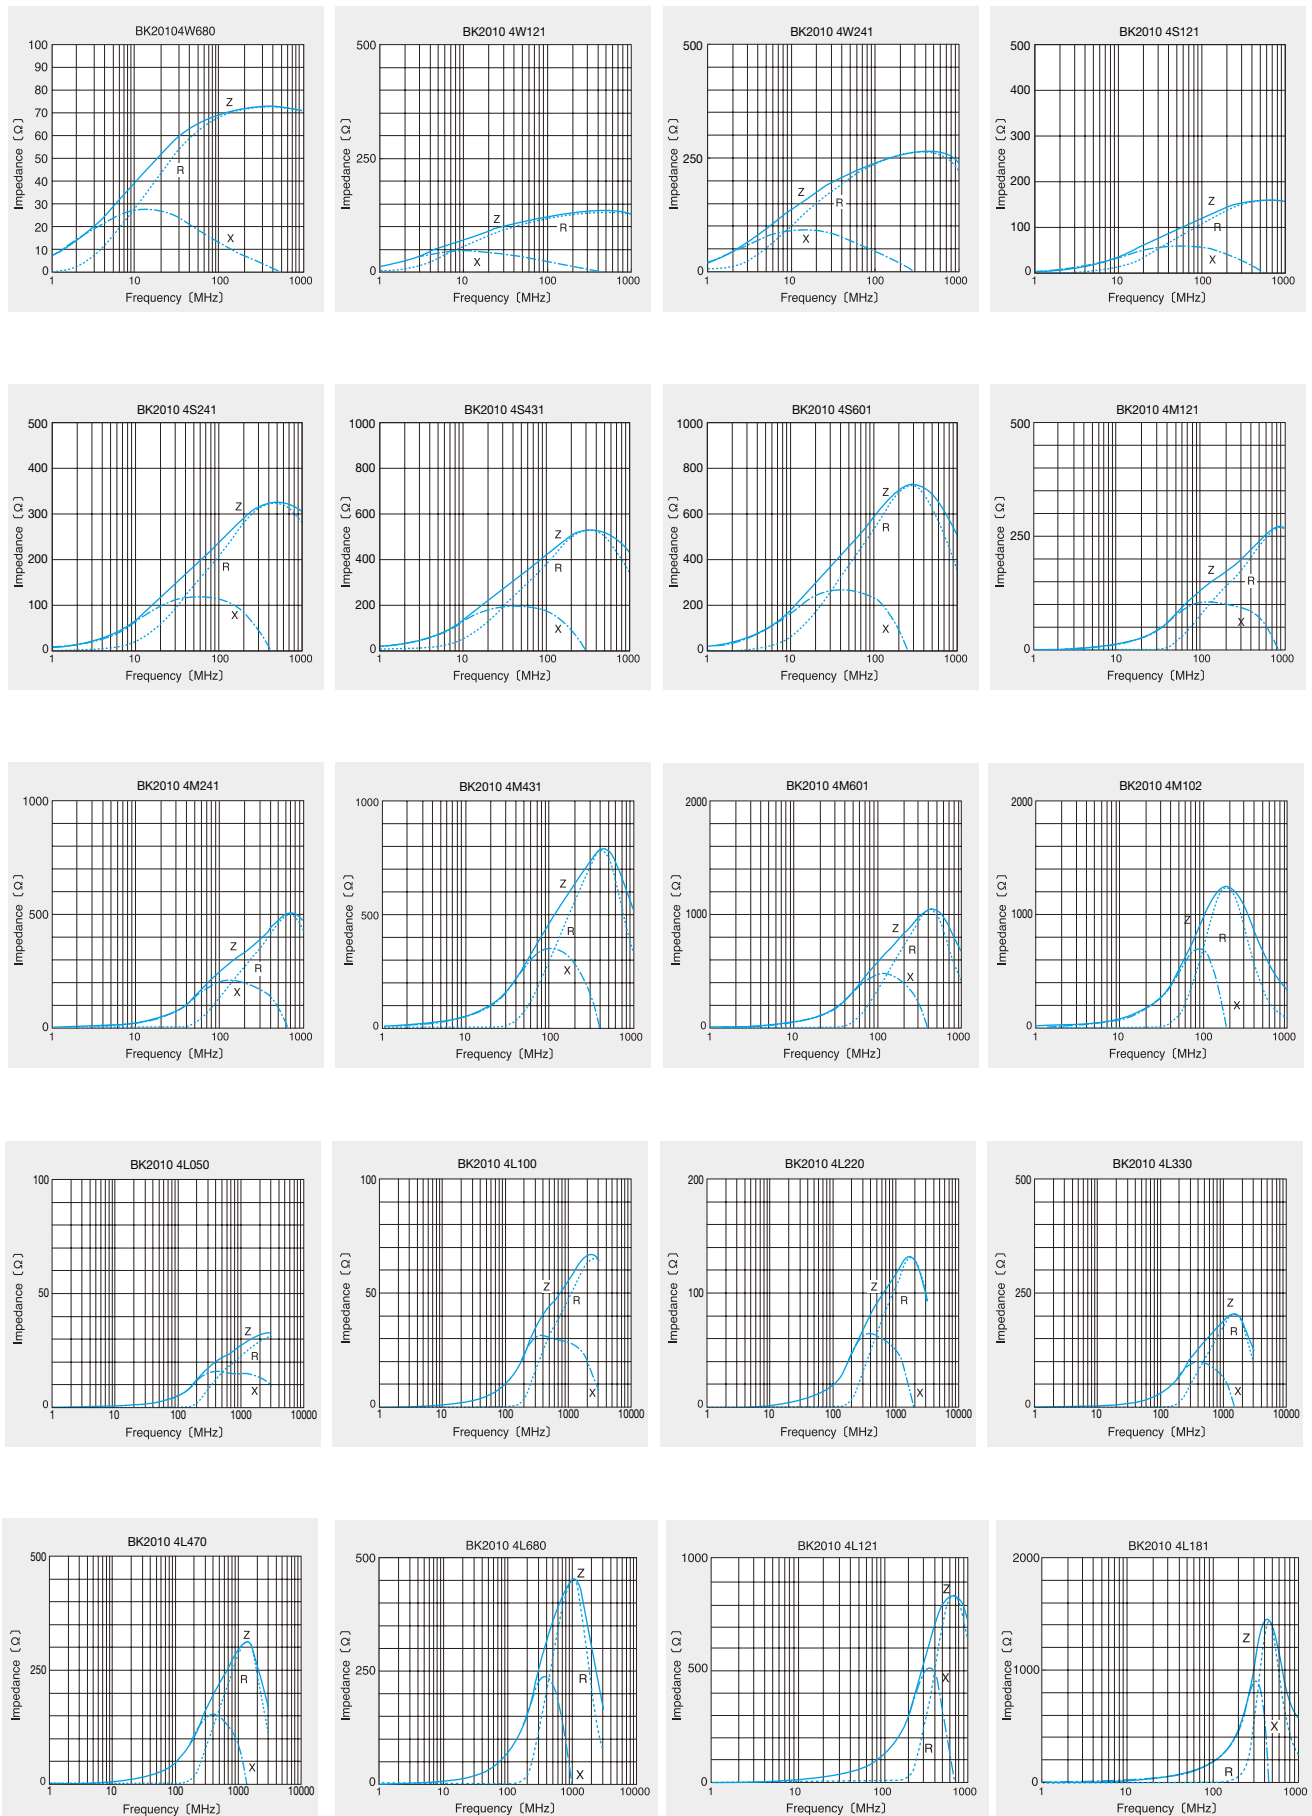 BK20104W680
100
90
80
70
60
50
40
30
20
10
0
Impedance〔Ω〕
Z
R
X
1 10 100 1000
Frequency〔MHz〕
BK2010 4W121
500
250
0
Impedance〔Ω〕
Z
R
X
1 10 100 1000
Frequency〔MHz〕
BK2010 4W241
500
250
0
Impedance〔Ω〕
Z
R
X
1 10 100 1000
Frequency〔MHz〕
BK2010 4S121
500
400
300
200
100
0
Impedance〔Ω〕
Z
R
X
1 10 100 1000
Frequency〔MHz〕
BK2010 4S241
500
400
300
200
100
0
Impedance〔Ω〕
Z
R
X
1 10 100 1000
Frequency〔MHz〕
BK2010 4S431
1000
800
600
400
200
0
Impedance〔Ω〕
Z
R
X
1 10 100 1000
Frequency〔MHz〕
BK2010 4S601
1000
800
600
400
200
0
Impedance〔Ω〕
Z
R
X
1 10 100 1000
Frequency〔MHz〕
BK2010 4M121
500
250
0
Impedance〔Ω〕
Z
R
X
1 10 100 1000
Frequency〔MHz〕
BK2010 4M241
1000
500
0
Impedance〔Ω〕
Z
R
X
1 10 100 1000
Frequency〔MHz〕
BK2010 4M431
1000
500
0
Impedance〔Ω〕
Z
R
X
1 10 100 1000
Frequency〔MHz〕
BK2010 4M601
2000
1000
0
Impedance〔Ω〕
Z
R
X
1 10 100 1000
Frequency〔MHz〕
BK2010 4M102
2000
1000
0
Impedance〔Ω〕
Z
R
X
1 10 100 1000
Frequency〔MHz〕
BK2010 4L050
100
50
0
Impedance〔Ω〕
Z
R
X
1 10 100 1000 10000
Frequency〔MHz〕
BK2010 4L100
100
50
0
Impedance〔Ω〕
Z
R
X
1 10 100 1000 10000
Frequency〔MHz〕
BK2010 4L220
200
100
0
Impedance〔Ω〕
Z
R
X
1 10 100 1000 10000
Frequency〔MHz〕
BK2010 4L330
500
250
0
Impedance〔Ω〕
Z
R
X
1 10 100 1000 10000
Frequency〔MHz〕
BK2010 4L470
500
250
0
Impedance〔Ω〕
Z
R
X
1 10 100 1000 10000
Frequency〔MHz〕
BK2010 4L680
500
250
0
Impedance〔Ω〕
Z
R
X
1 10 100 1000 10000
Frequency〔MHz〕
BK2010 4L121
1000
500
0
Impedance〔Ω〕
Z
X
R
1 10 100 1000
Frequency〔MHz〕
BK2010 4L181
2000
1000
0
Impedance〔Ω〕
Z
X
R
1 10 100 1000
Frequency〔MHz〕